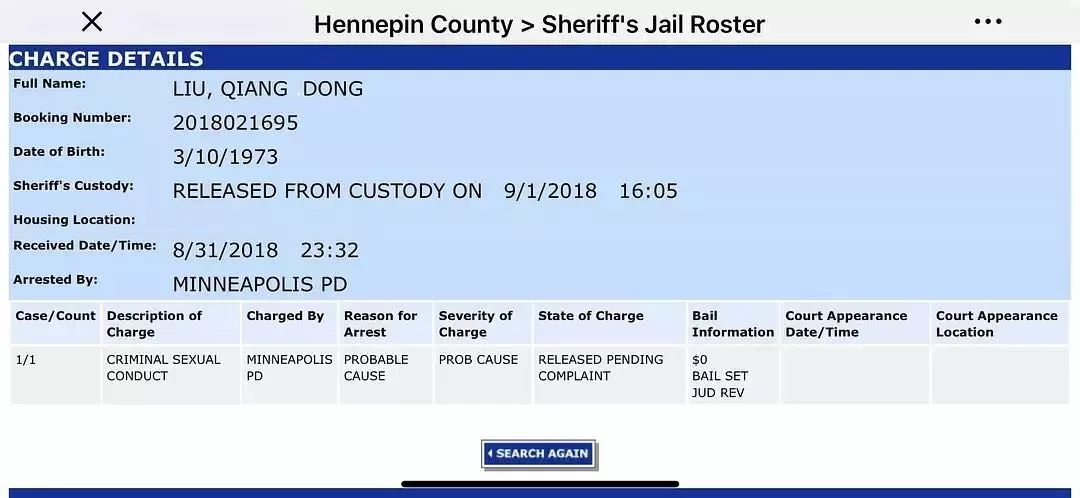 Hennepin County > Sheriff's Jail Roster
CHARGE DETAILS
Full Name: LIU, QIANG DONG
Booking Number: 2018021695
Date of Birth: 3/10/1973
Sheriff's Custody: RELEASED FROM CUSTODY ON 9/1/2018 16:05
Housing Location:
Received Date/Time: 8/31/2018 23:32
Arrested By: MINNEAPOLIS PD
Case/Count Description of Charge Charged By Reason for Arrest Severity of Charge State of Charge Bail Information Court Appearance Date/Time Court Appearance Location
1/1 CRIMINAL SEXUAL CONDUCT MINNEAPOLIS PD PROBABLE CAUSE PROB CAUSE RELEASED PENDING COMPLAINT $0 BAIL SET JUD REV
SEARCH AGAIN